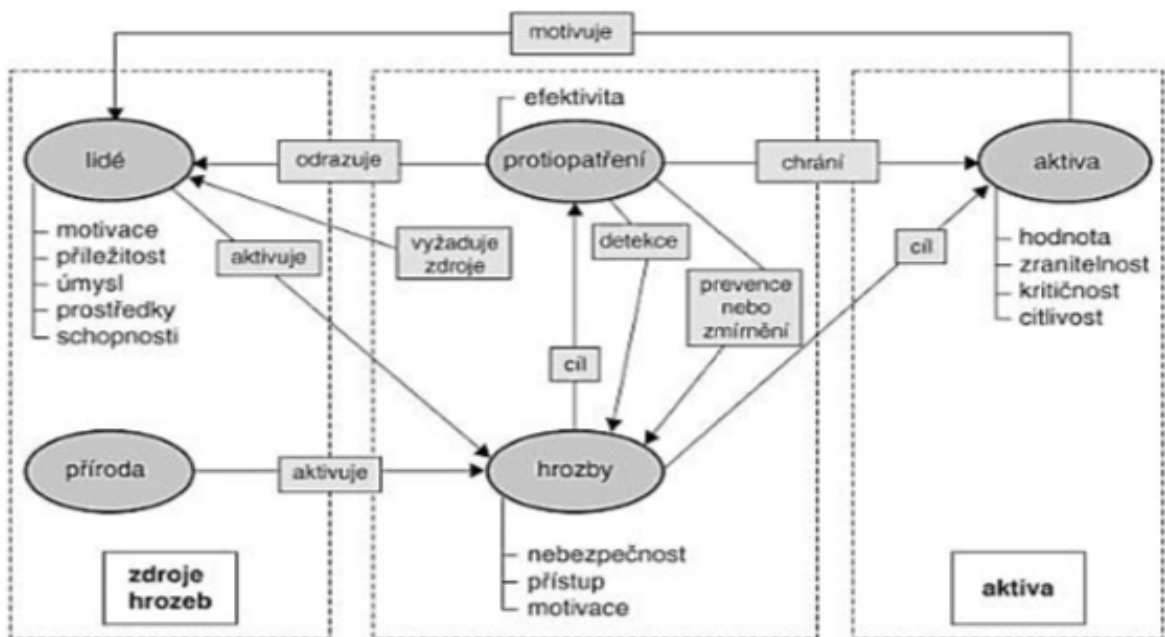 motivuje
efektivita
lidé
odrazuje
protiopatření
chrání
aktiva
motivace
příležitost
úmysl
prostředky
schopnosti
aktivuje
vyžaduje
zdroje
detekce
prevence
nebo
zmírnění
cíl
hodnota
zranitelnost
kritičnost
citlivost
cíl
příroda
aktivuje
hrozby
nebezpečnost
přístup
motivace
zdroje
hrozeb
aktiva